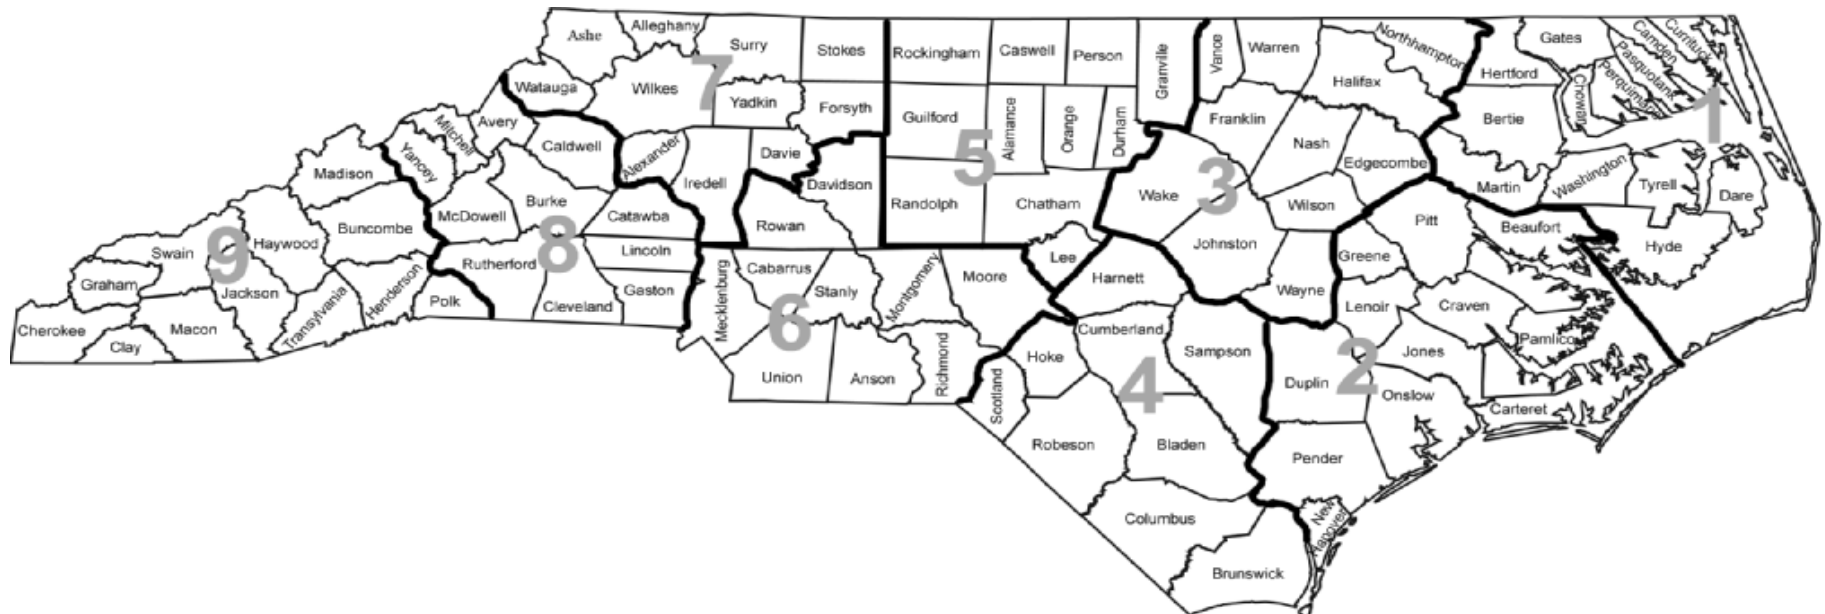 Ashe
Alleghany
Surry
Stokes
Rockingham
Caswell
Person
Granville
Vance
Warren
Northhampton
Gates
Camden
Currituck
Pasquotank
Perquimans
Hertford
Chowan
Watauga
Wilkes
7
Yadkin
Forsyth
Guilford
Alamance
Orange
Durham
Franklin
Halifax
Bertie
1
Mitchell
Avery
Caldwell
Alexander
Iredell
Davie
Davidson
5
Nash
Edgecombe
Madison
Yancey
McDowell
Burke
Catawba
Rowan
Randolph
Chatham
Wake
3
Wilson
Martin
Washington
Tyrell
Dare
Swain
9
Haywood
Buncombe
Rutherford
8
Lincoln
Lee
Johnston
Pitt
Beaufort
Hyde
Graham
Jackson
Transylvania
Henderson
Polk
Cleveland
Gaston
Mecklenburg
Cabarrus
Stanly
Montgomery
Moore
Harnett
Wayne
Greene
Lenoir
Craven
Cherokee
Clay
Macon
6
Union
Anson
Richmond
Scotland
Hoke
Cumberland
Sampson
4
Duplin
2
Jones
Pamlico
Onslow
Carteret
Robeson
Bladen
Pender
Columbus
New
Hanover
Brunswick